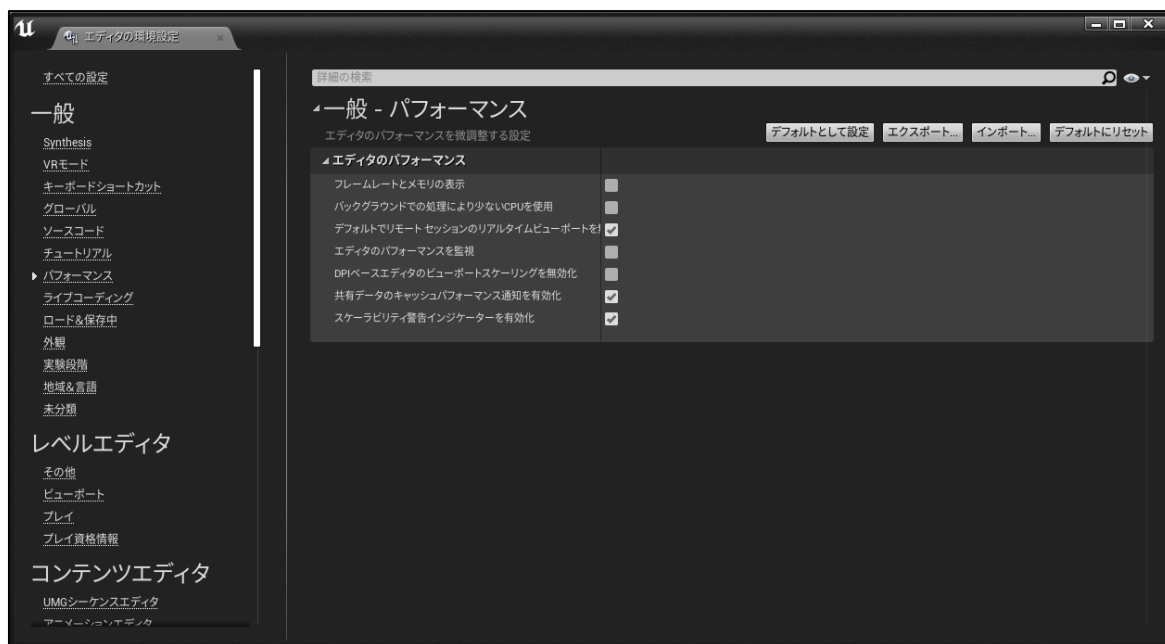 エディタの環境設定
すべての設定
一般
Synthesis
VRモード
キーボードショートカット
グローバル
ソースコード
チュートリアル
パフォーマンス
ライブコーディング
ロード&保存中
外観
実験段階
地域&言語
未分類
レベルエディタ
その他
ビューポート
プレイ
プレイ資格情報
コンテンツエディタ
UMGシーケンスエディタ
アニメーションエディタ
詳細の検索
一般 - パフォーマンス
エディタのパフォーマンスを微調整する設定
デフォルトとして設定 エクスポート... インポート... デフォルトにリセット
エディタのパフォーマンス
フレームレートとメモリの表示
バックグラウンドでの処理により少ないCPUを使用
デフォルトでリモート セッションのリアルタイムビューポートを
エディタのパフォーマンスを監視
DPIベースエディタのビューポートスケーリングを無効化
共有データのキャッシュパフォーマンス通知を有効化
スケーラビリティ警告インジケーターを有効化